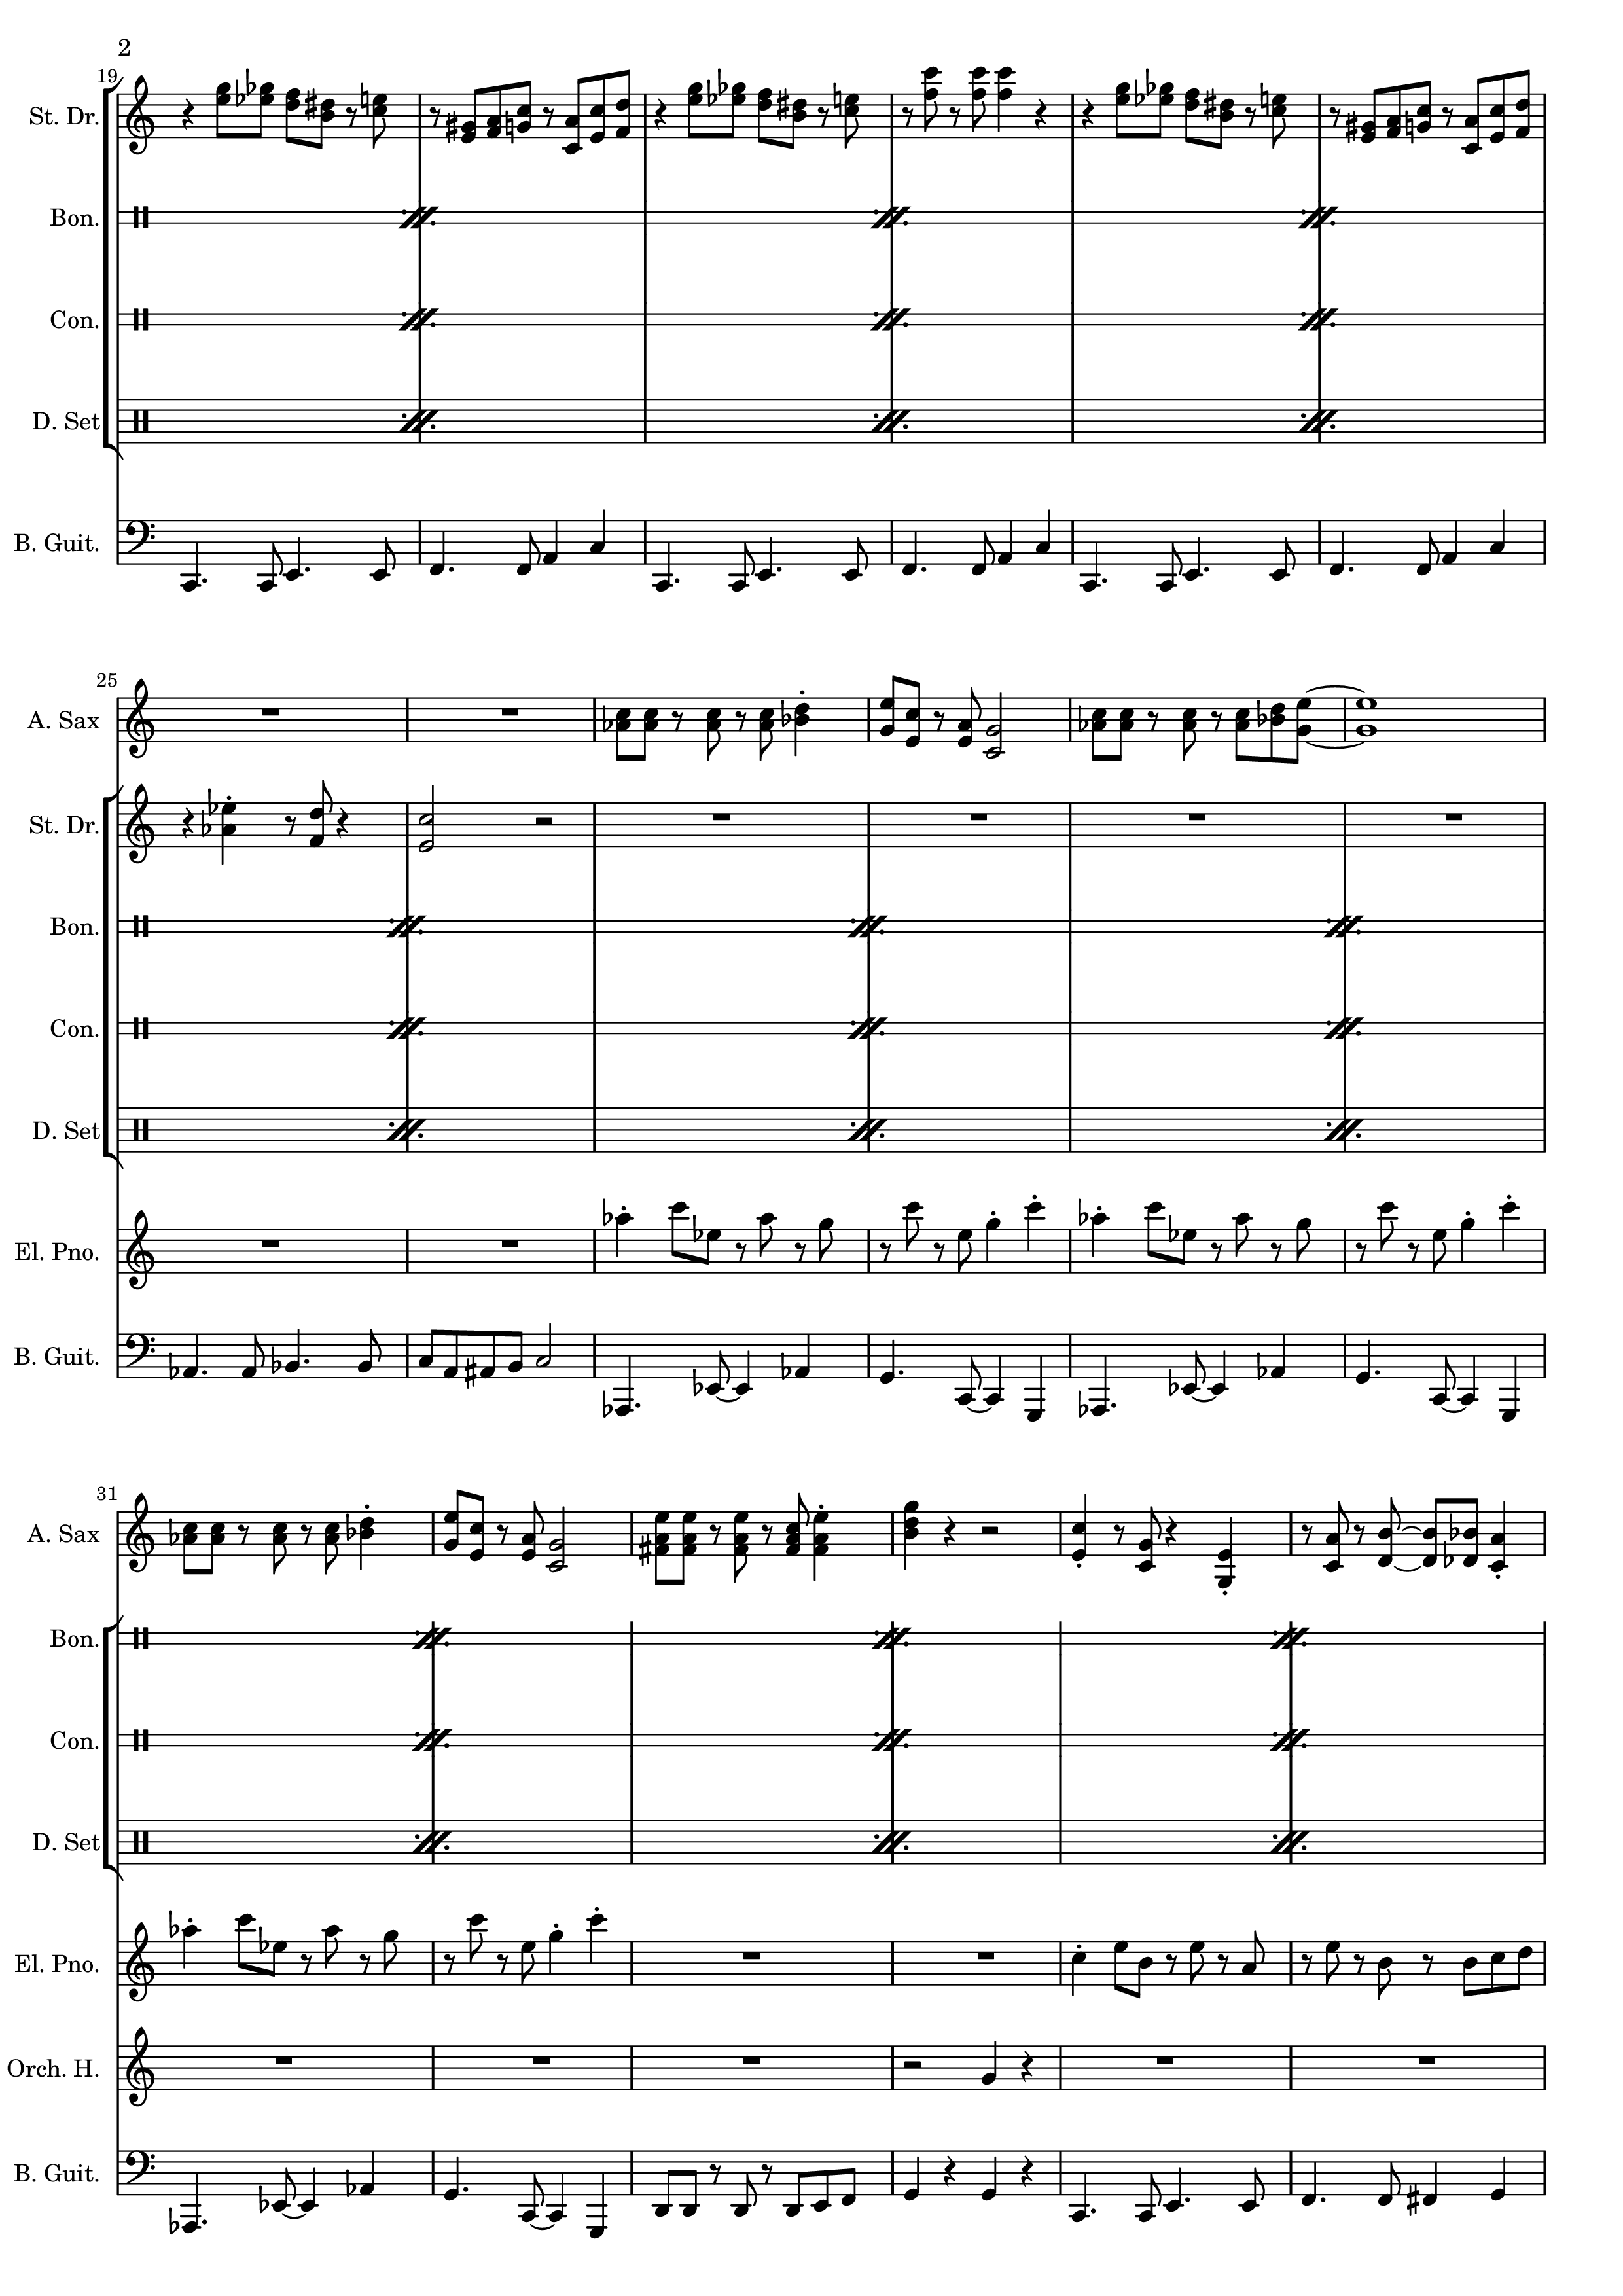 2
19
St. Dr.
Bon.
Con.
D. Set
B. Guit.
25
A. Sax
St. Dr.
Bon.
Con.
D. Set
El. Pno.
B. Guit.
31
A. Sax
Bon.
Con.
D. Set
El. Pno.
Orch. H.
B. Guit.